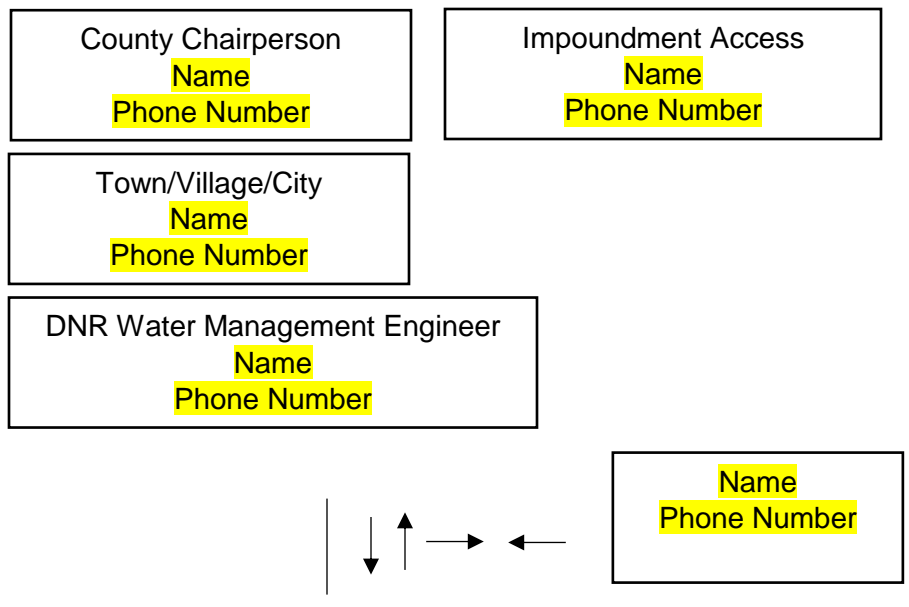 County Chairperson
Name
Phone Number
Impoundment Access
Name
Phone Number
Town/Village/City
Name
Phone Number
DNR Water Management Engineer
Name
Phone Number
Name
Phone Number